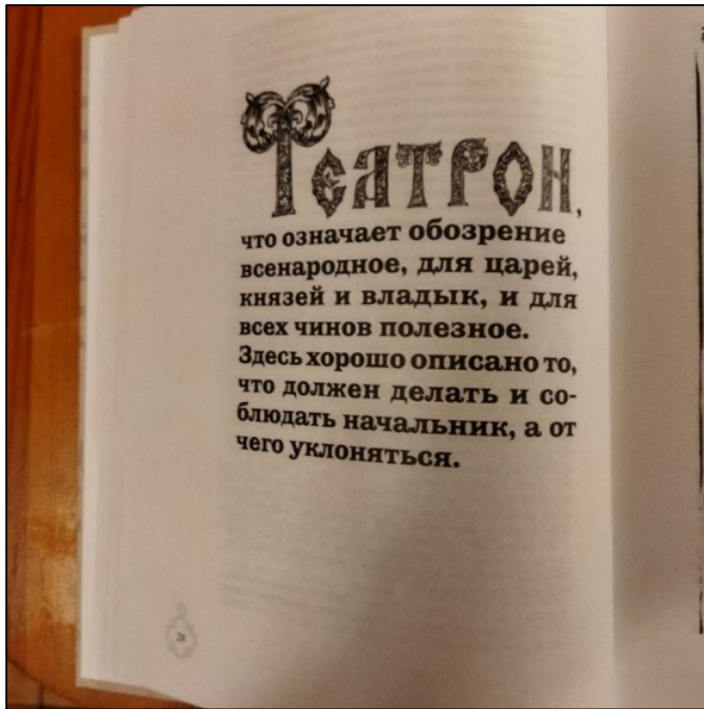 Театрон,
что означает обозрение
всенародное, для царей,
князей и владык, и для
всех чинов полезное.
Здесь хорошо описано то,
что должен делать и со-
блюдать начальник, а от
чего уклоняться.